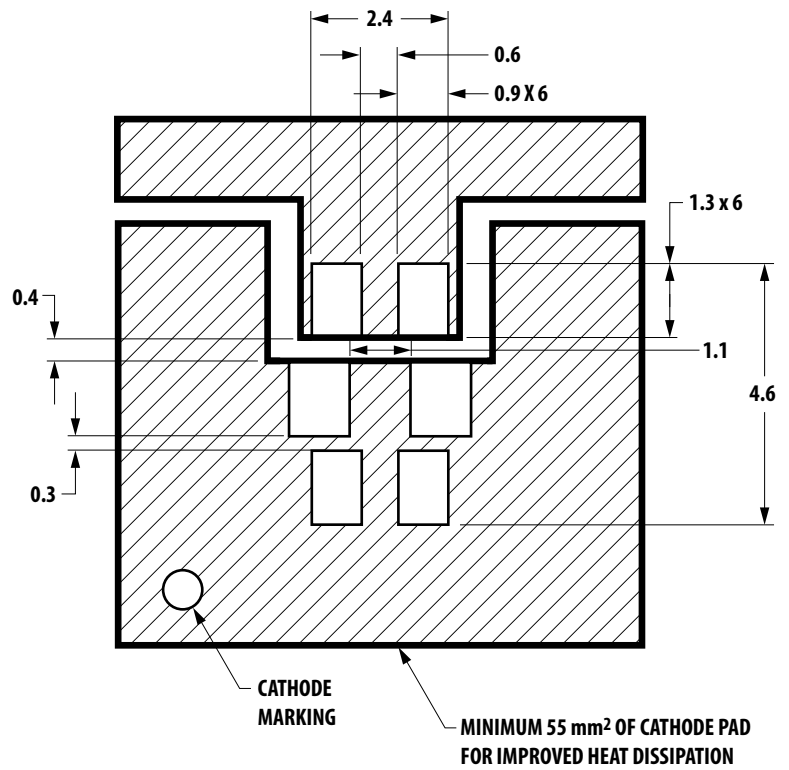 2.4
0.6
0.9 X 6
1.3 x 6
0.4
1.1
4.6
0.3
CATHODE
MARKING
MINIMUM 55 mm² OF CATHODE PAD
FOR IMPROVED HEAT DISSIPATION